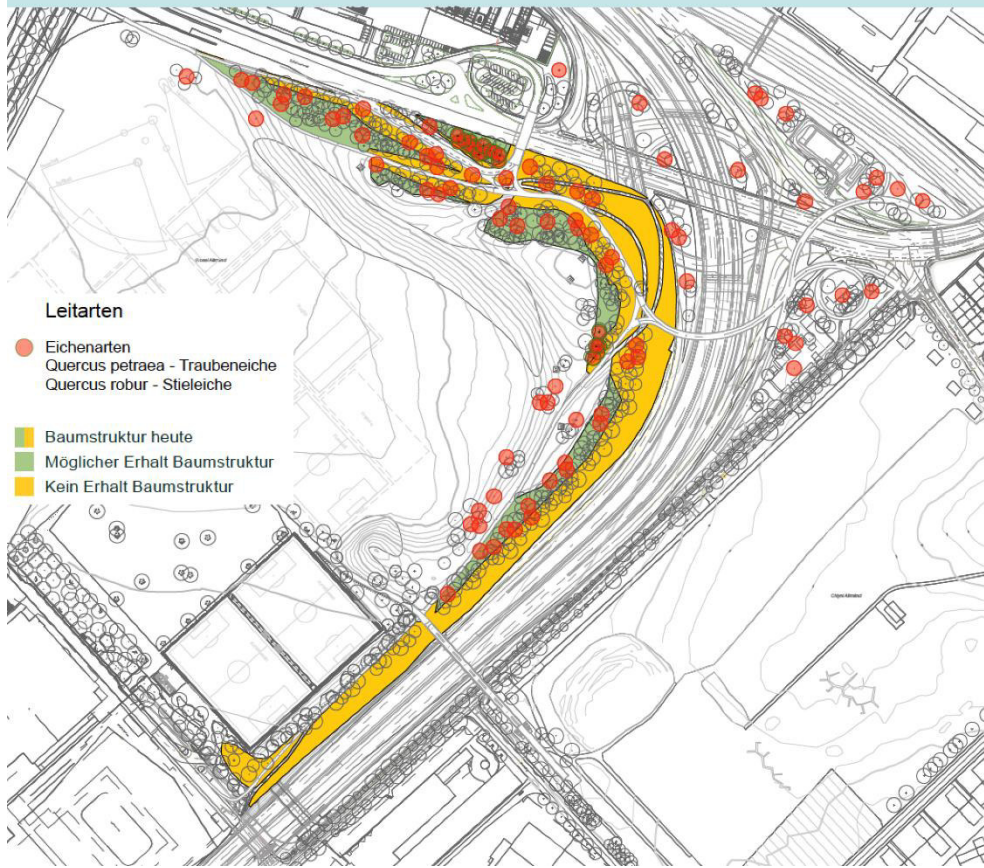 Leitarten
Eichenarten
Quercus petraea - Traubeneiche
Quercus robur - Stieleiche
Baumstruktur heute
Möglicher Erhalt Baumstruktur
Kein Erhalt Baumstruktur